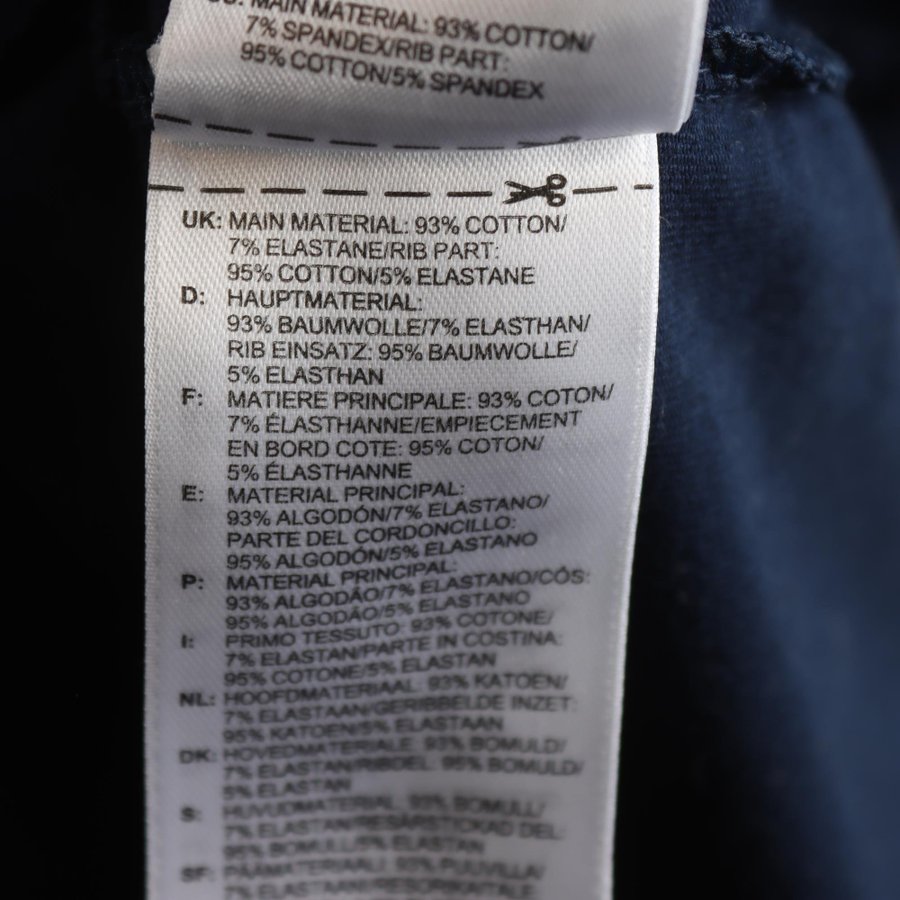 MAIN MATERIAL: 93% COTTON/
7% SPANDEX/RIB PART:
95% COTTON/5% SPANDEX
UK: MAIN MATERIAL: 93% COTTON/
7% ELASTANE/RIB PART:
95% COTTON/5% ELASTANE
D: HAUPTMATERIAL:
93% BAUMWOLLE/7% ELASTHAN/
RIB EINSATZ: 95% BAUMWOLLE/
5% ELASTHAN
F: MATIERE PRINCIPALE: 93% COTON/
7% ÉLASTHANNE/EMPIECEMENT
EN BORD COTE: 95% COTON/
5% ÉLASTHANNE
E: MATERIAL PRINCIPAL:
93% ALGODÓN/7% ELASTANO/
PARTE DEL CORDONCILLO:
95% ALGODÓN/5% ELASTANO
P: MATERIAL PRINCIPAL:
93% ALGODÃO/7% ELASTANO/CÓS:
95% ALGODÃO/5% ELASTANO
I: PRIMO TESSUTO: 93% COTONE/
7% ELASTAN/PARTE IN COSTINA:
95% COTONE/5% ELASTAN
NL: HOOFDMATERIAAL: 93% KATOEN/
7% ELASTAAN/GERIBBELDE INZET:
95% KATOEN/5% ELASTAAN
DK: HOVEDMATERIALE: 93% BOMULD/
7% ELASTAN/RIBDEL: 95% BOMULD/
5% ELASTAN
S: HUVUDMATERIAL: 93% BOMULL/
7% ELASTAN/
95% BOMULL/5% ELASTAN
SF: PÄÄMATERIAALI: 93% PUUVILLA/
7% ELASTAANI/